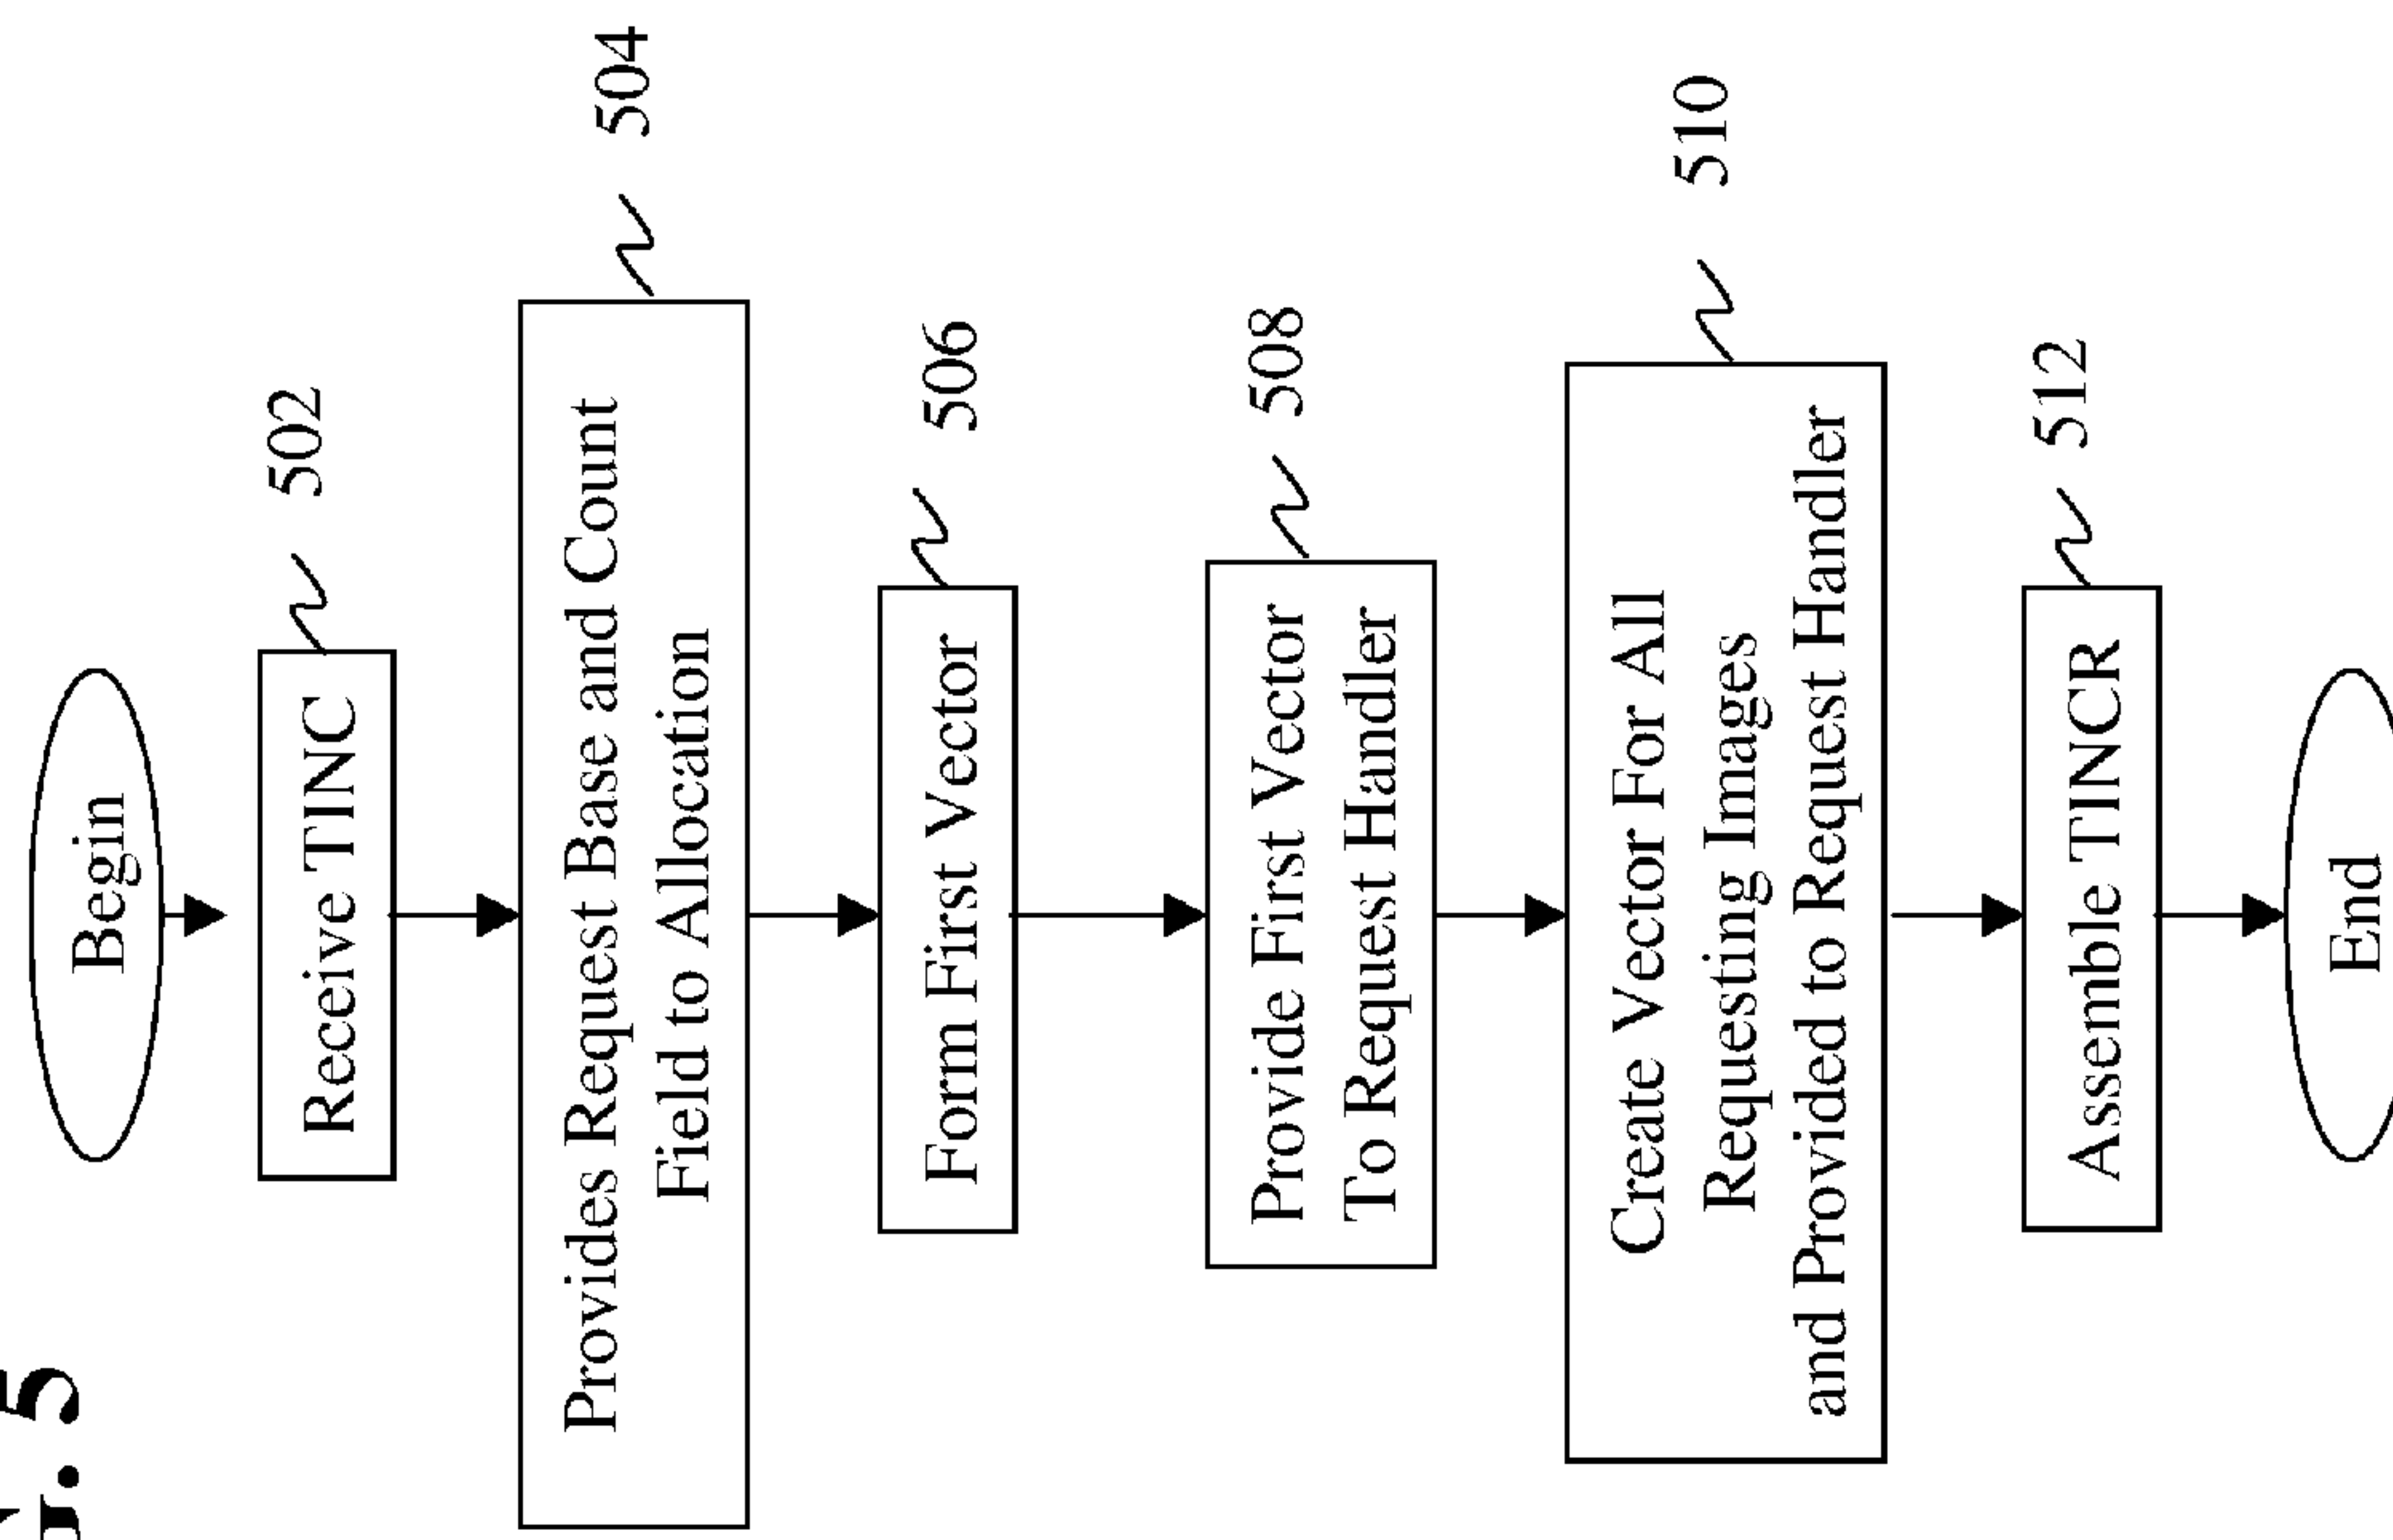 Begin
Receive TINC
502
Provides Request Base and Count
Field to Allocation
504
Form First Vector
506
Provide First Vector
To Request Handler
508
Create Vector For All
Requesting Images
and Provided to Request Handler
510
Assemble TINCR
512
End
5